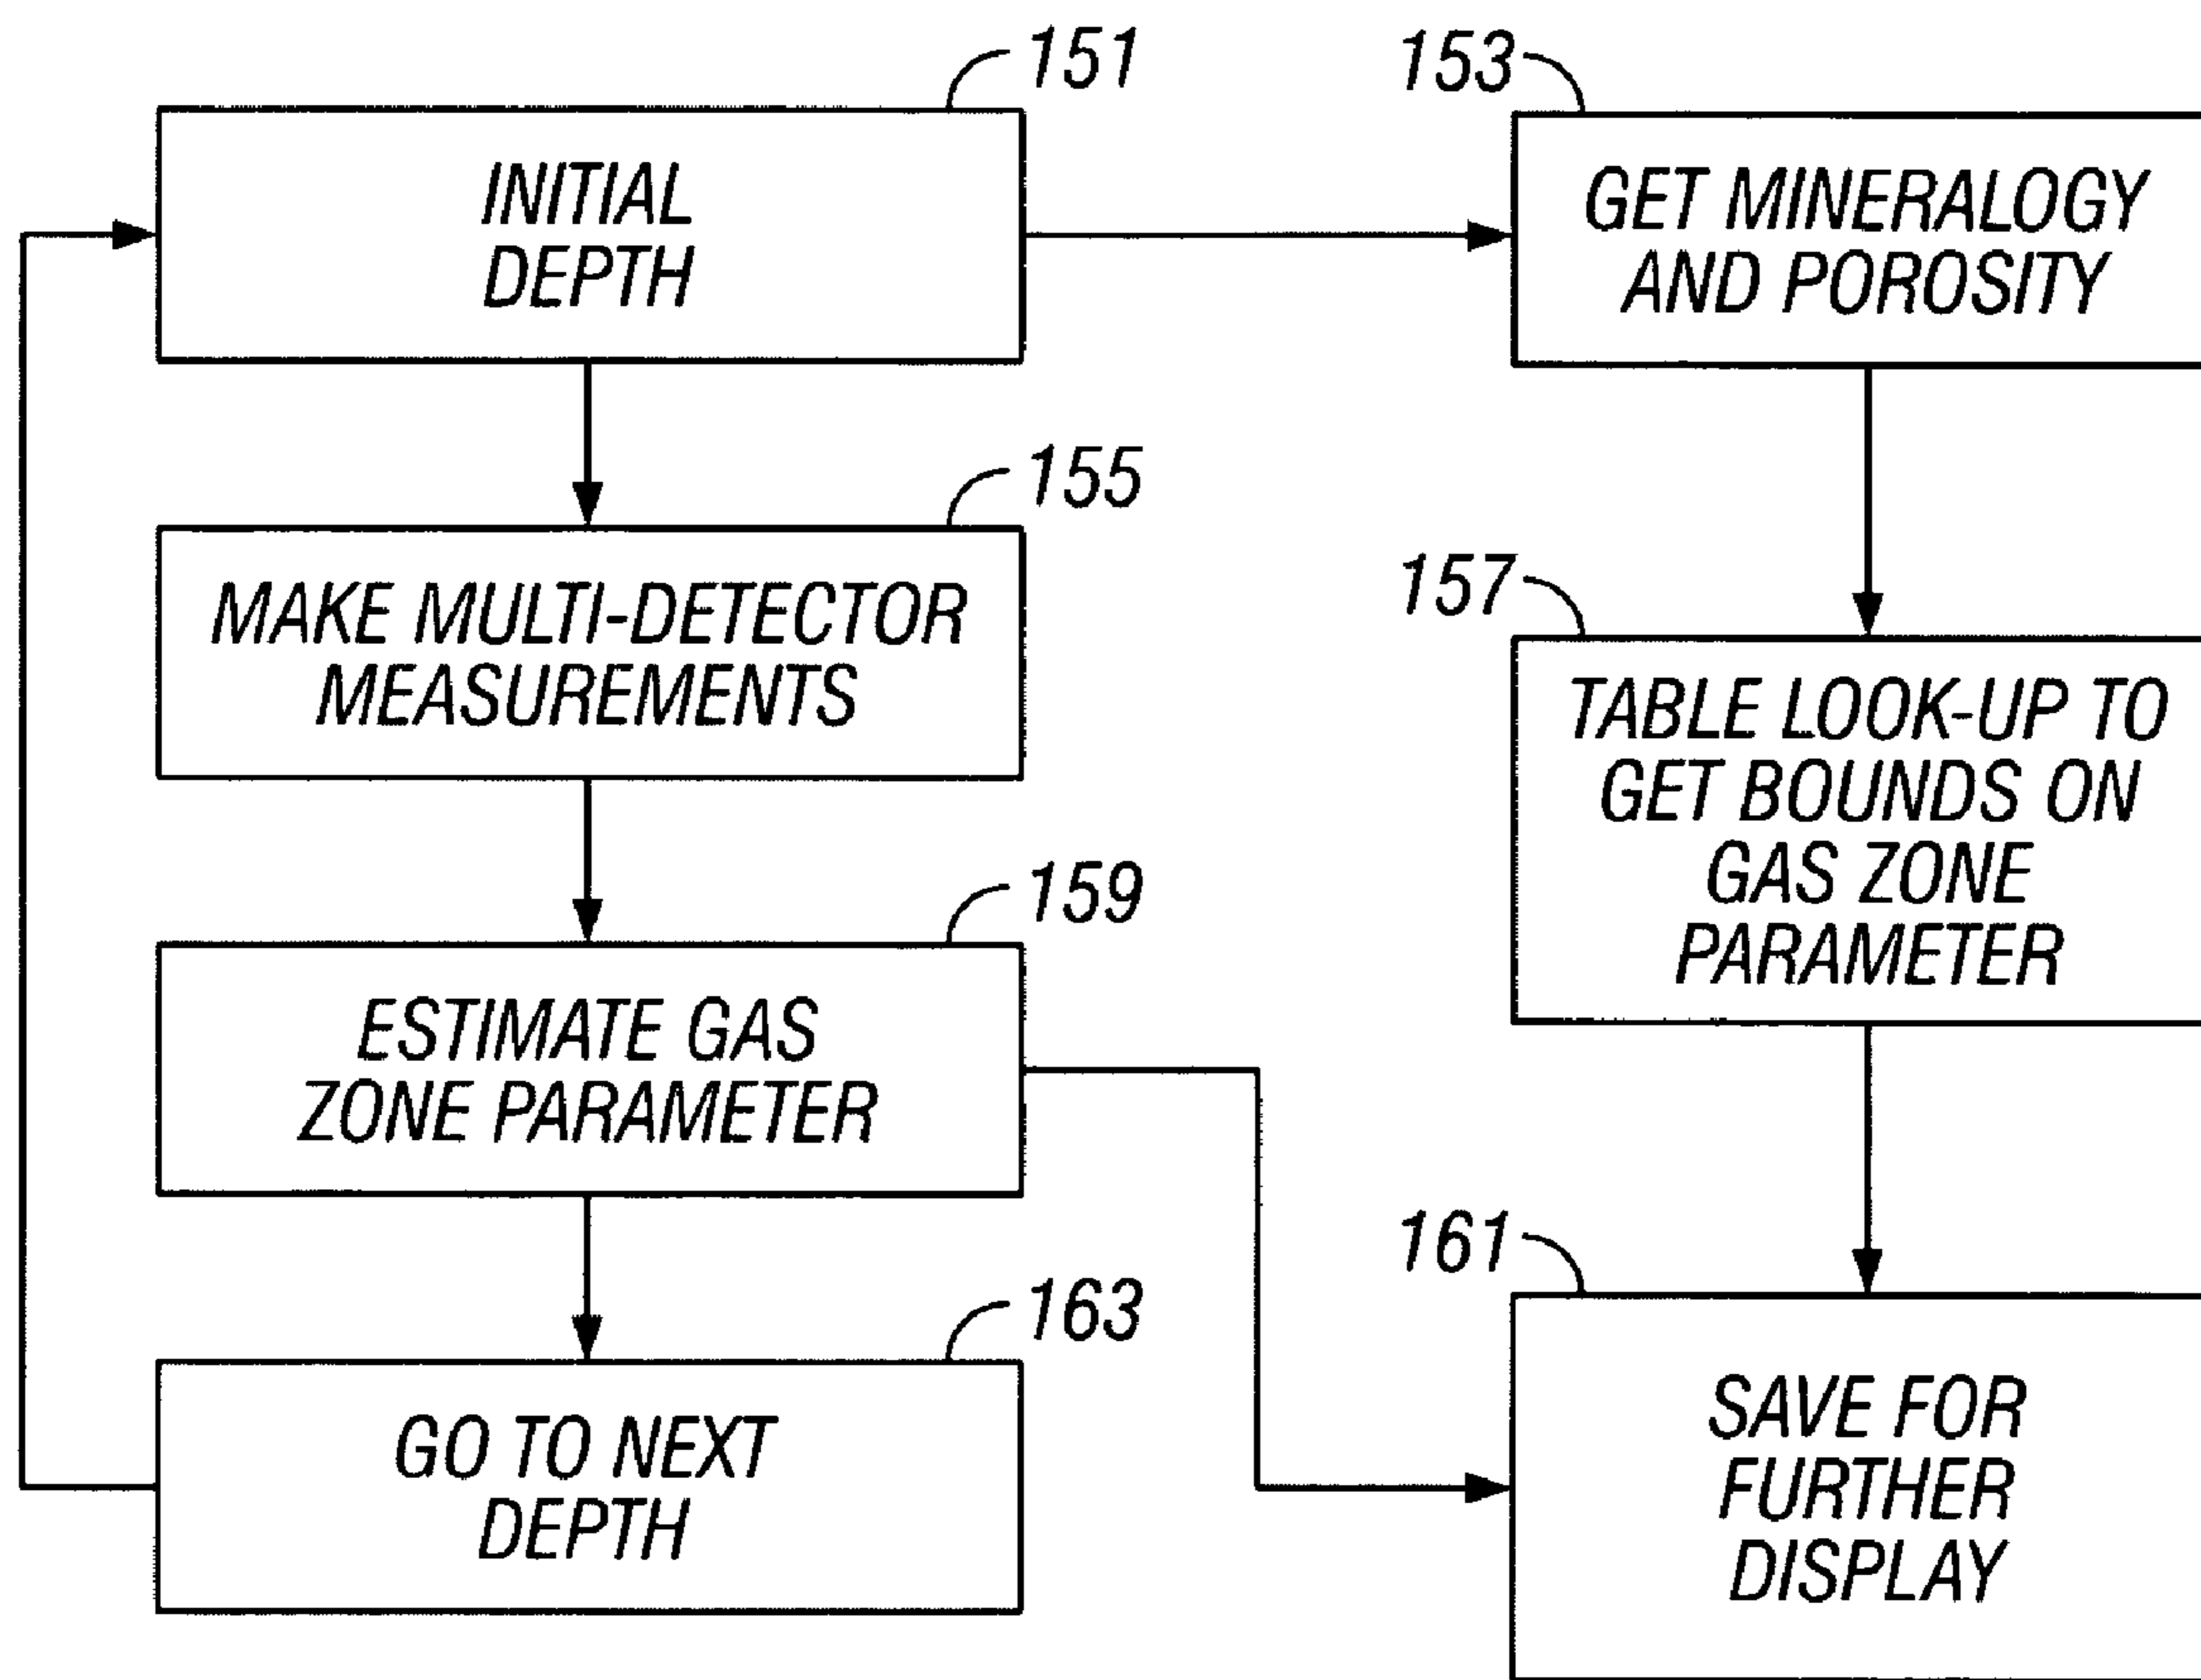 151
INITIAL
DEPTH
153
GET MINERALOGY
AND POROSITY
155
MAKE MULTI-DETECTOR
MEASUREMENTS
157
TABLE LOOK-UP TO
GET BOUNDS ON
GAS ZONE
PARAMETER
159
ESTIMATE GAS
ZONE PARAMETER
161
SAVE FOR
FURTHER
DISPLAY
163
GO TO NEXT
DEPTH